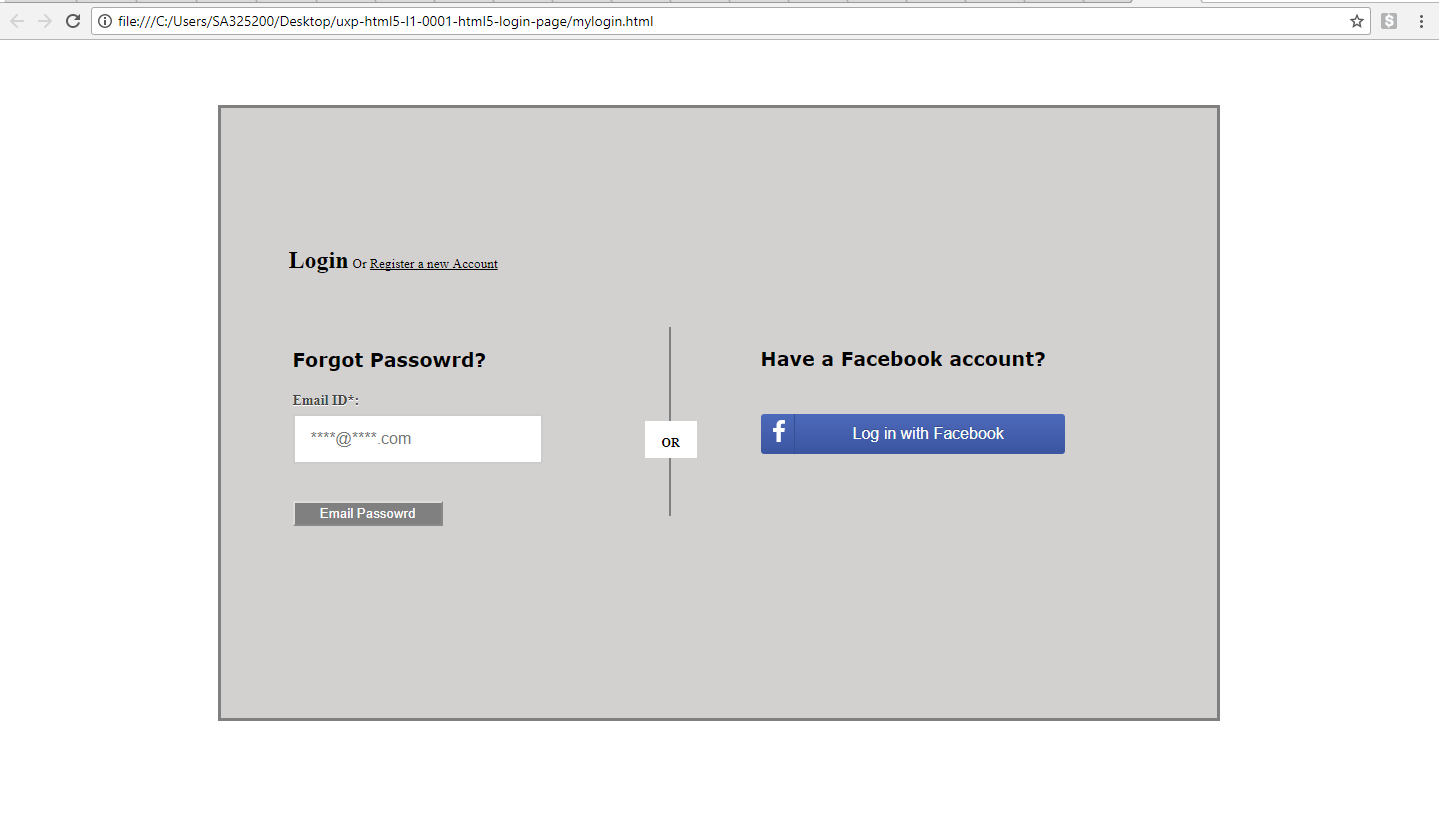 file:///C:/Users/SA325200/Desktop/uxp-html5-l1-0001-html5-login-page/mylogin.html
Login Or Register a new Account
Forgot Passowrd?
Email ID*:
****@****.com
Email Passowrd
OR
Have a Facebook account?
f Log in with Facebook